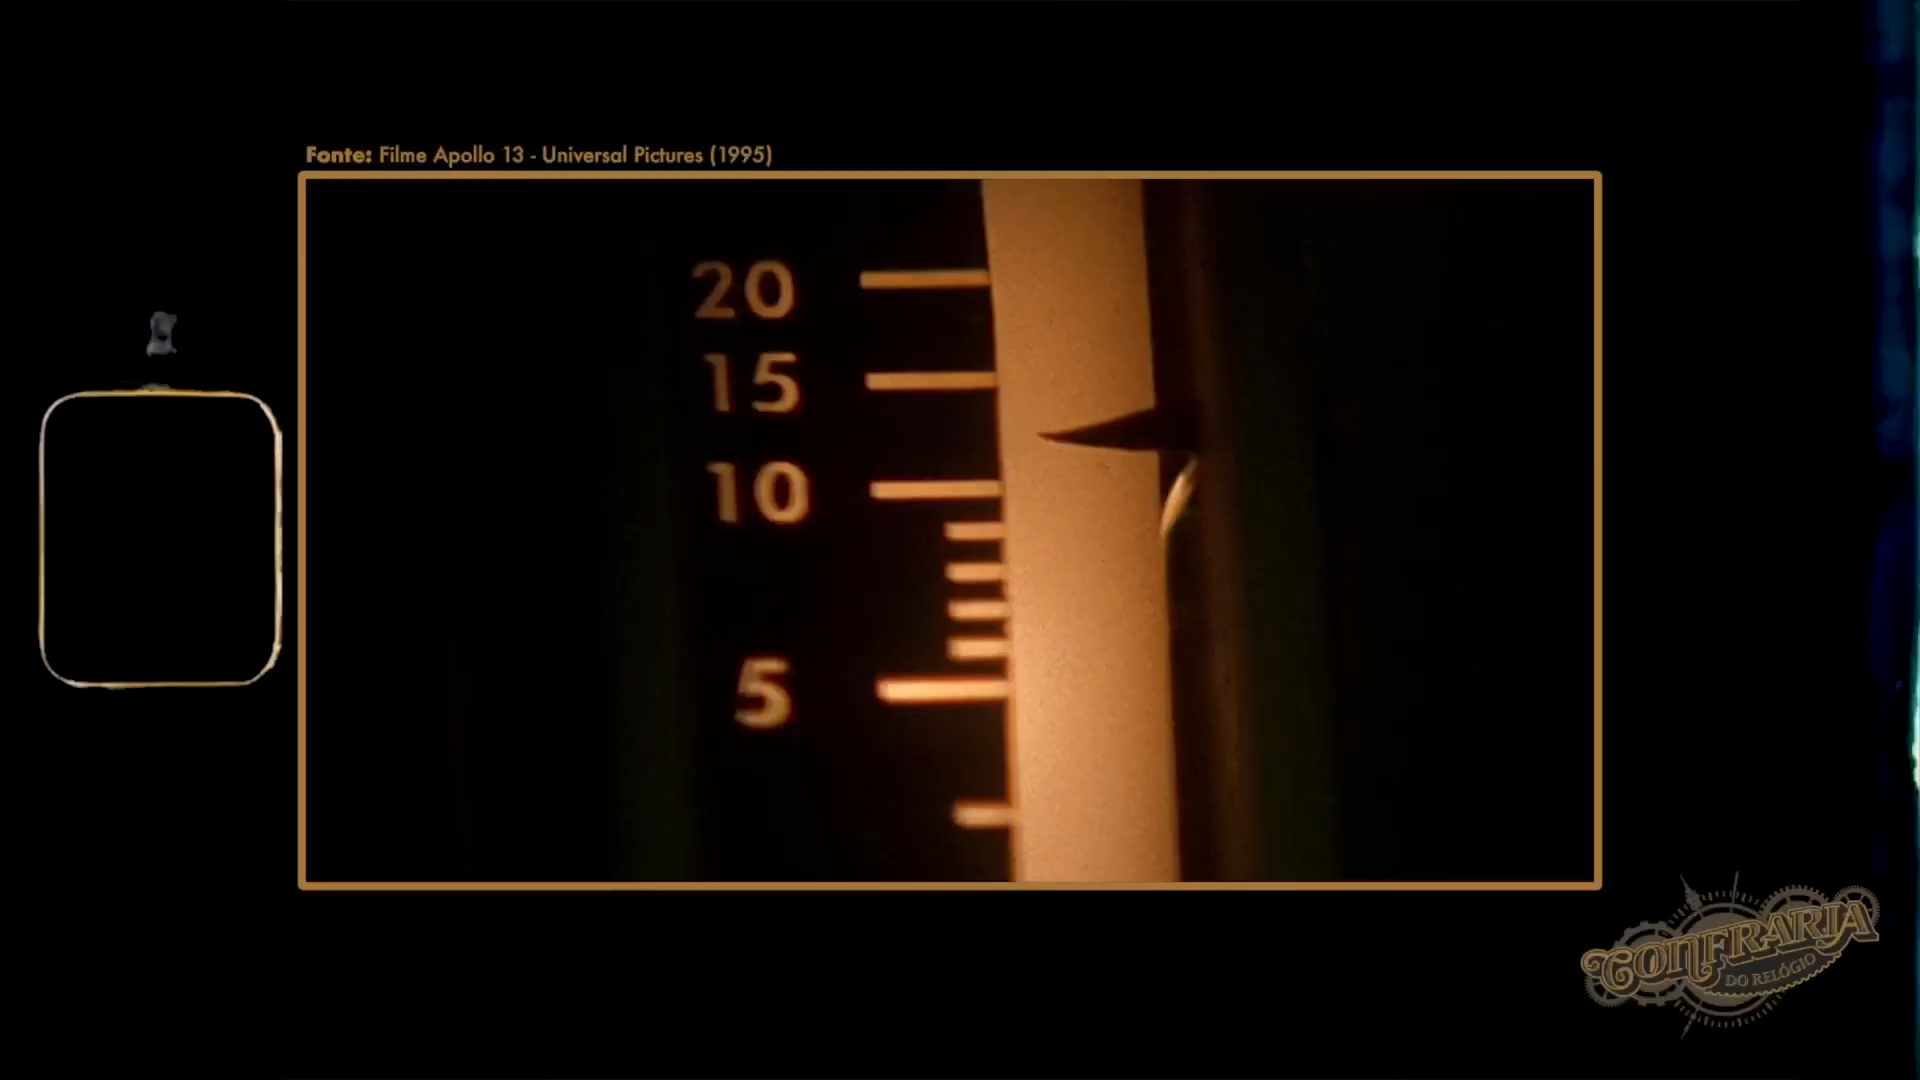 Fonte: Filme Apollo 13 - Universal Pictures (1995)
20
15
10
5
CONFRARIA
DO RELÓGIO